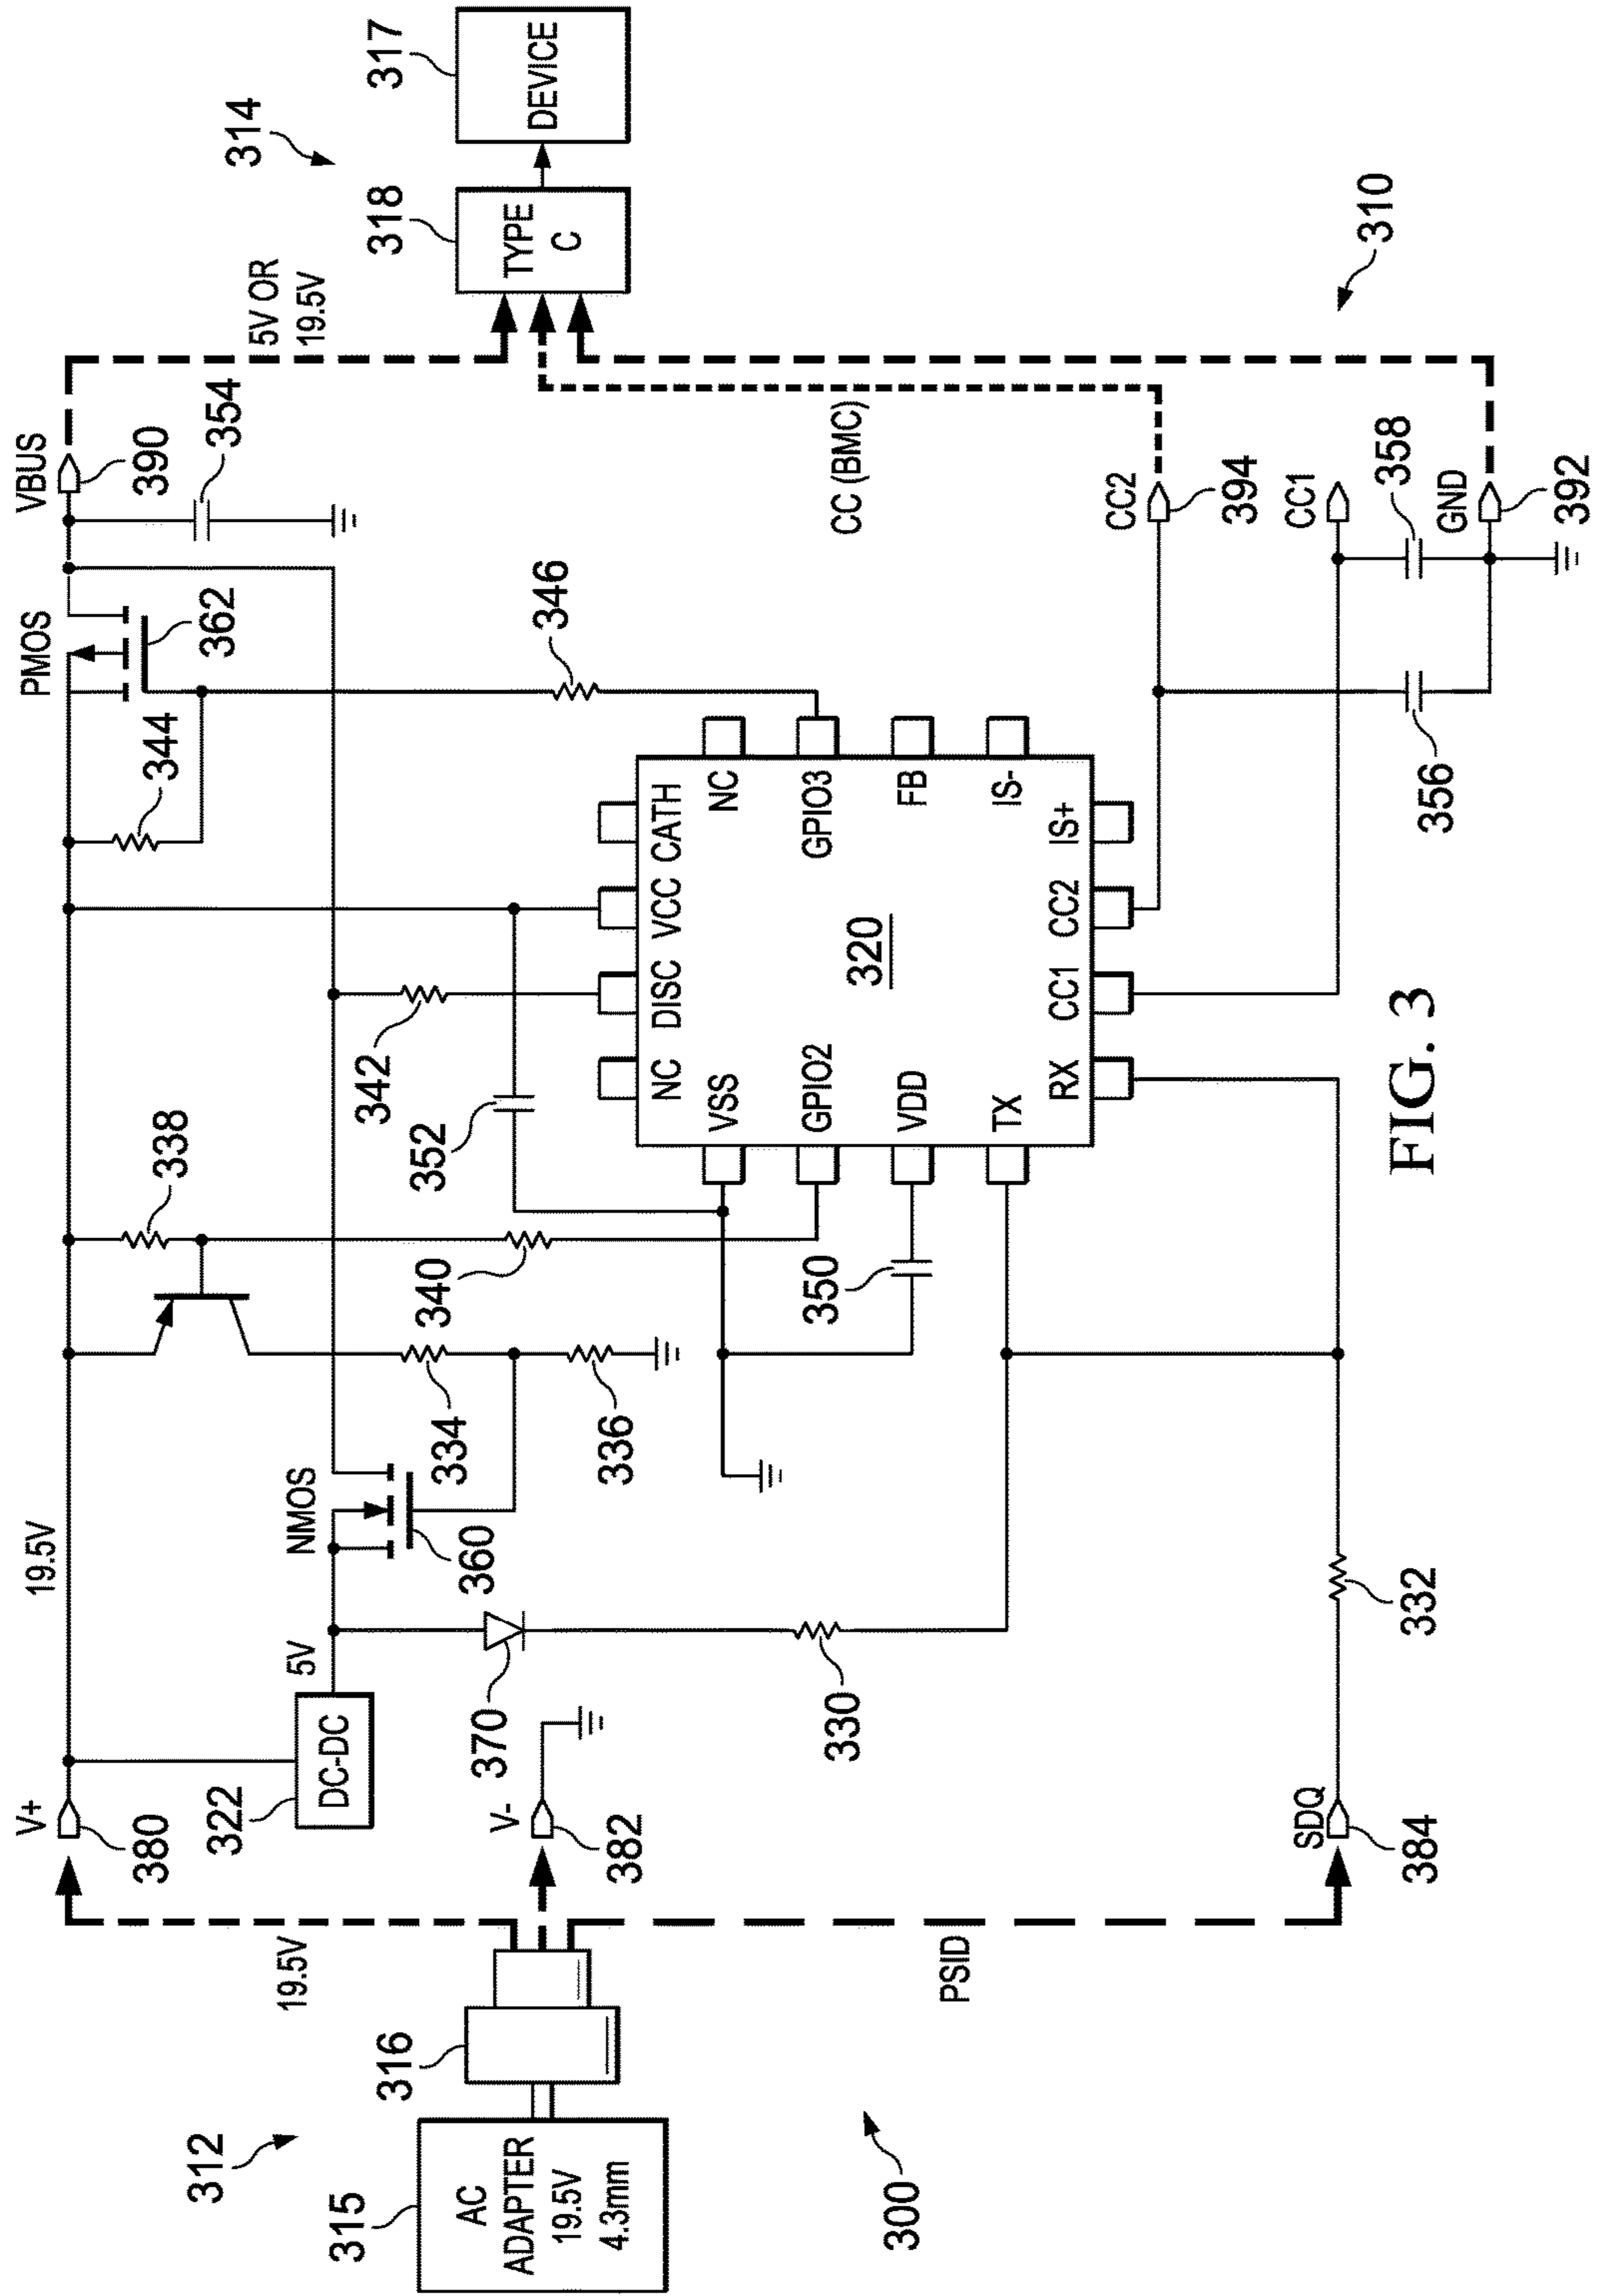 312
315
AC
ADAPTER
19.5V
4.3mm
316
300
19.5V
PSID
V+
380
322
DC-DC
5V
V-
382
SDQ
384
19.5V
370
330
332
NMOS
360
334
336
338
340
350
352
342
NC
DISC
VCC
CATH
VSS
GPIO2
VDD
TX
320
NC
GPIO3
FB
IS-
RX
CC1
CC2
IS+
344
PMOS
362
346
VBUS
390
354
CC (BMC)
CC2
394
CC1
358
GND
392
356
5V OR
19.5V
314
318
TYPE
C
317
DEVICE
310
FIG. 3